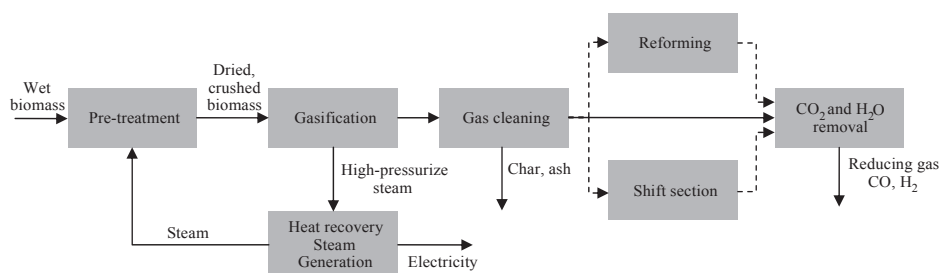 Wet
biomass
Pre-treatment
Dried,
crushed
biomass
Gasification
Gas cleaning
Reforming
Shift section
CO₂ and H₂O
removal
High-pressurize
steam
Char, ash
Reducing gas
CO, H₂
Steam
Heat recovery
Steam
Generation
Electricity